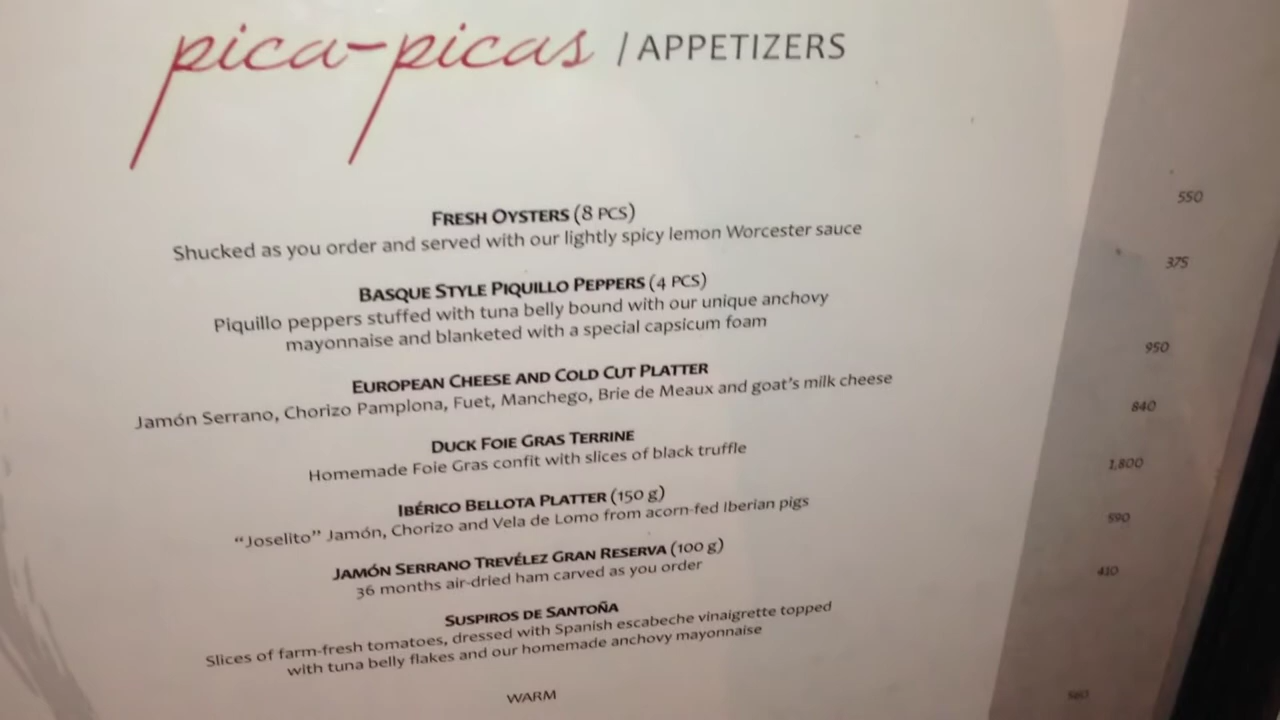 pica-picas / APPETIZERS
FRESH OYSTERS (8 PCS) 550
Shucked as you order and served with our lightly spicy lemon Worcester sauce
BASQUE STYLE PIQUILLO PEPPERS (4 PCS) 375
Piquillo peppers stuffed with tuna belly bound with our unique anchovy
mayonnaise and blanketed with a special capsicum foam
EUROPEAN CHEESE AND COLD CUT PLATTER 950
Jamón Serrano, Chorizo Pamplona, Fuet, Manchego, Brie de Meaux and goat's milk cheese
DUCK FOIE GRAS TERRINE 840
Homemade Foie Gras confit with slices of black truffle
IBÉRICO BELLOTA PLATTER (150 g) 1,800
"Joselito" Jamón, Chorizo and Vela de Lomo from acorn-fed Iberian pigs
JAMÓN SERRANO TREVÉLEZ GRAN RESERVA (100 g) 590
36 months air-dried ham carved as you order
SUSPIROS DE SANTOÑA 410
Slices of farm-fresh tomatoes, dressed with Spanish escabeche vinaigrette topped
with tuna belly flakes and our homemade anchovy mayonnaise
WARM